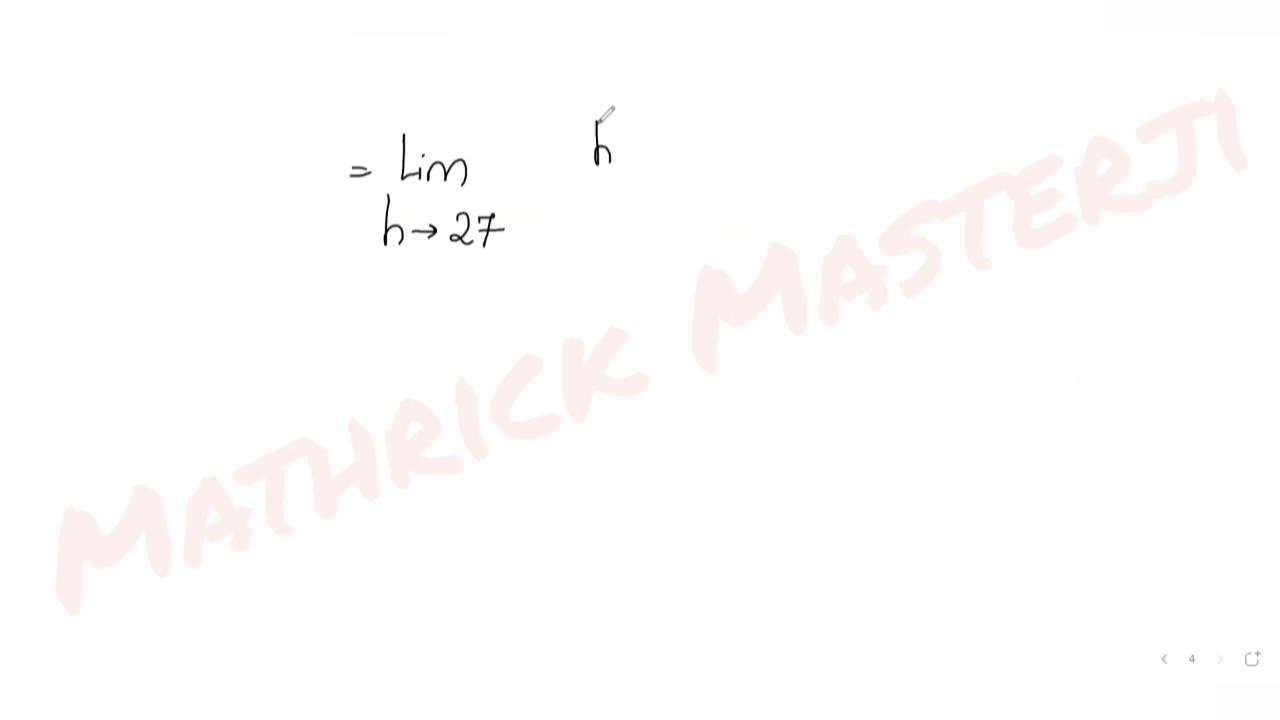 = Lim h
h → 27
MATHRICK MASTERJI
< 4 >